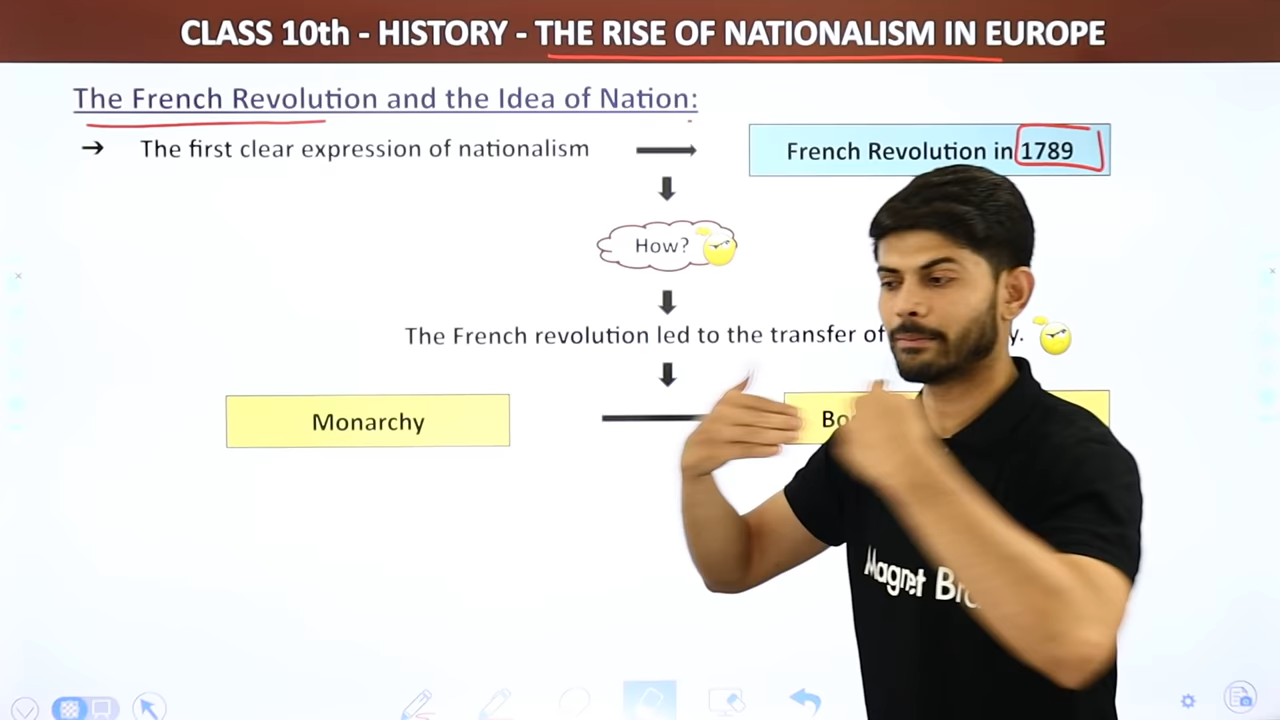 CLASS 10th - HISTORY - THE RISE OF NATIONALISM IN EUROPE
The French Revolution and the Idea of Nation:
➔ The first clear expression of nationalism
French Revolution in 1789
How?
The French revolution led to the transfer of
Monarchy
Magnet